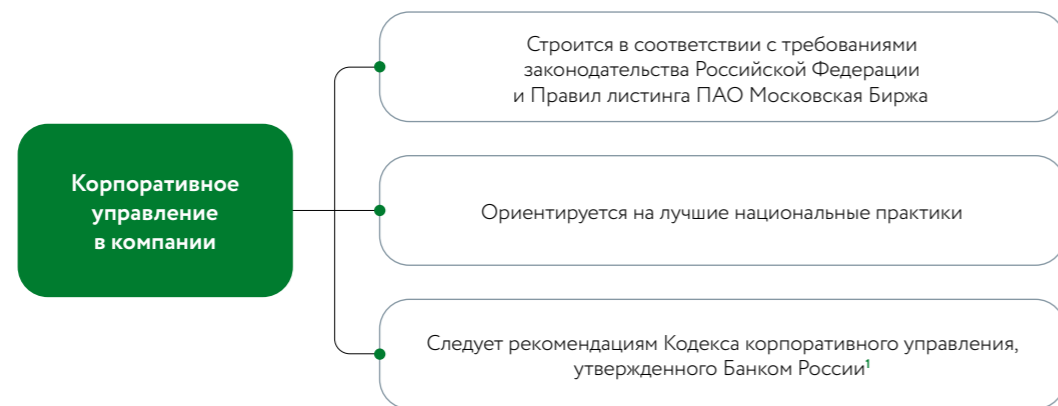 Корпоративное
управление
в компании
Строится в соответствии с требованиями
законодательства Российской Федерации
и Правил листинга ПАО Московская Биржа
Ориентируется на лучшие национальные практики
Следует рекомендациям Кодекса корпоративного управления,
утвержденного Банком России¹